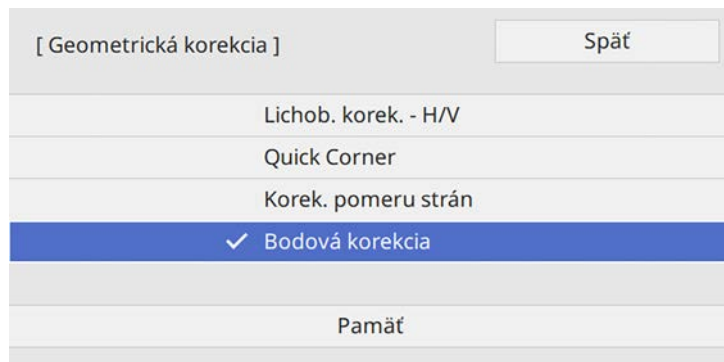 [ Geometrická korekcia ]
Späť
Lichob. korek. - H/V
Quick Corner
Korek. pomeru strán
Bodová korekcia
Pamäť